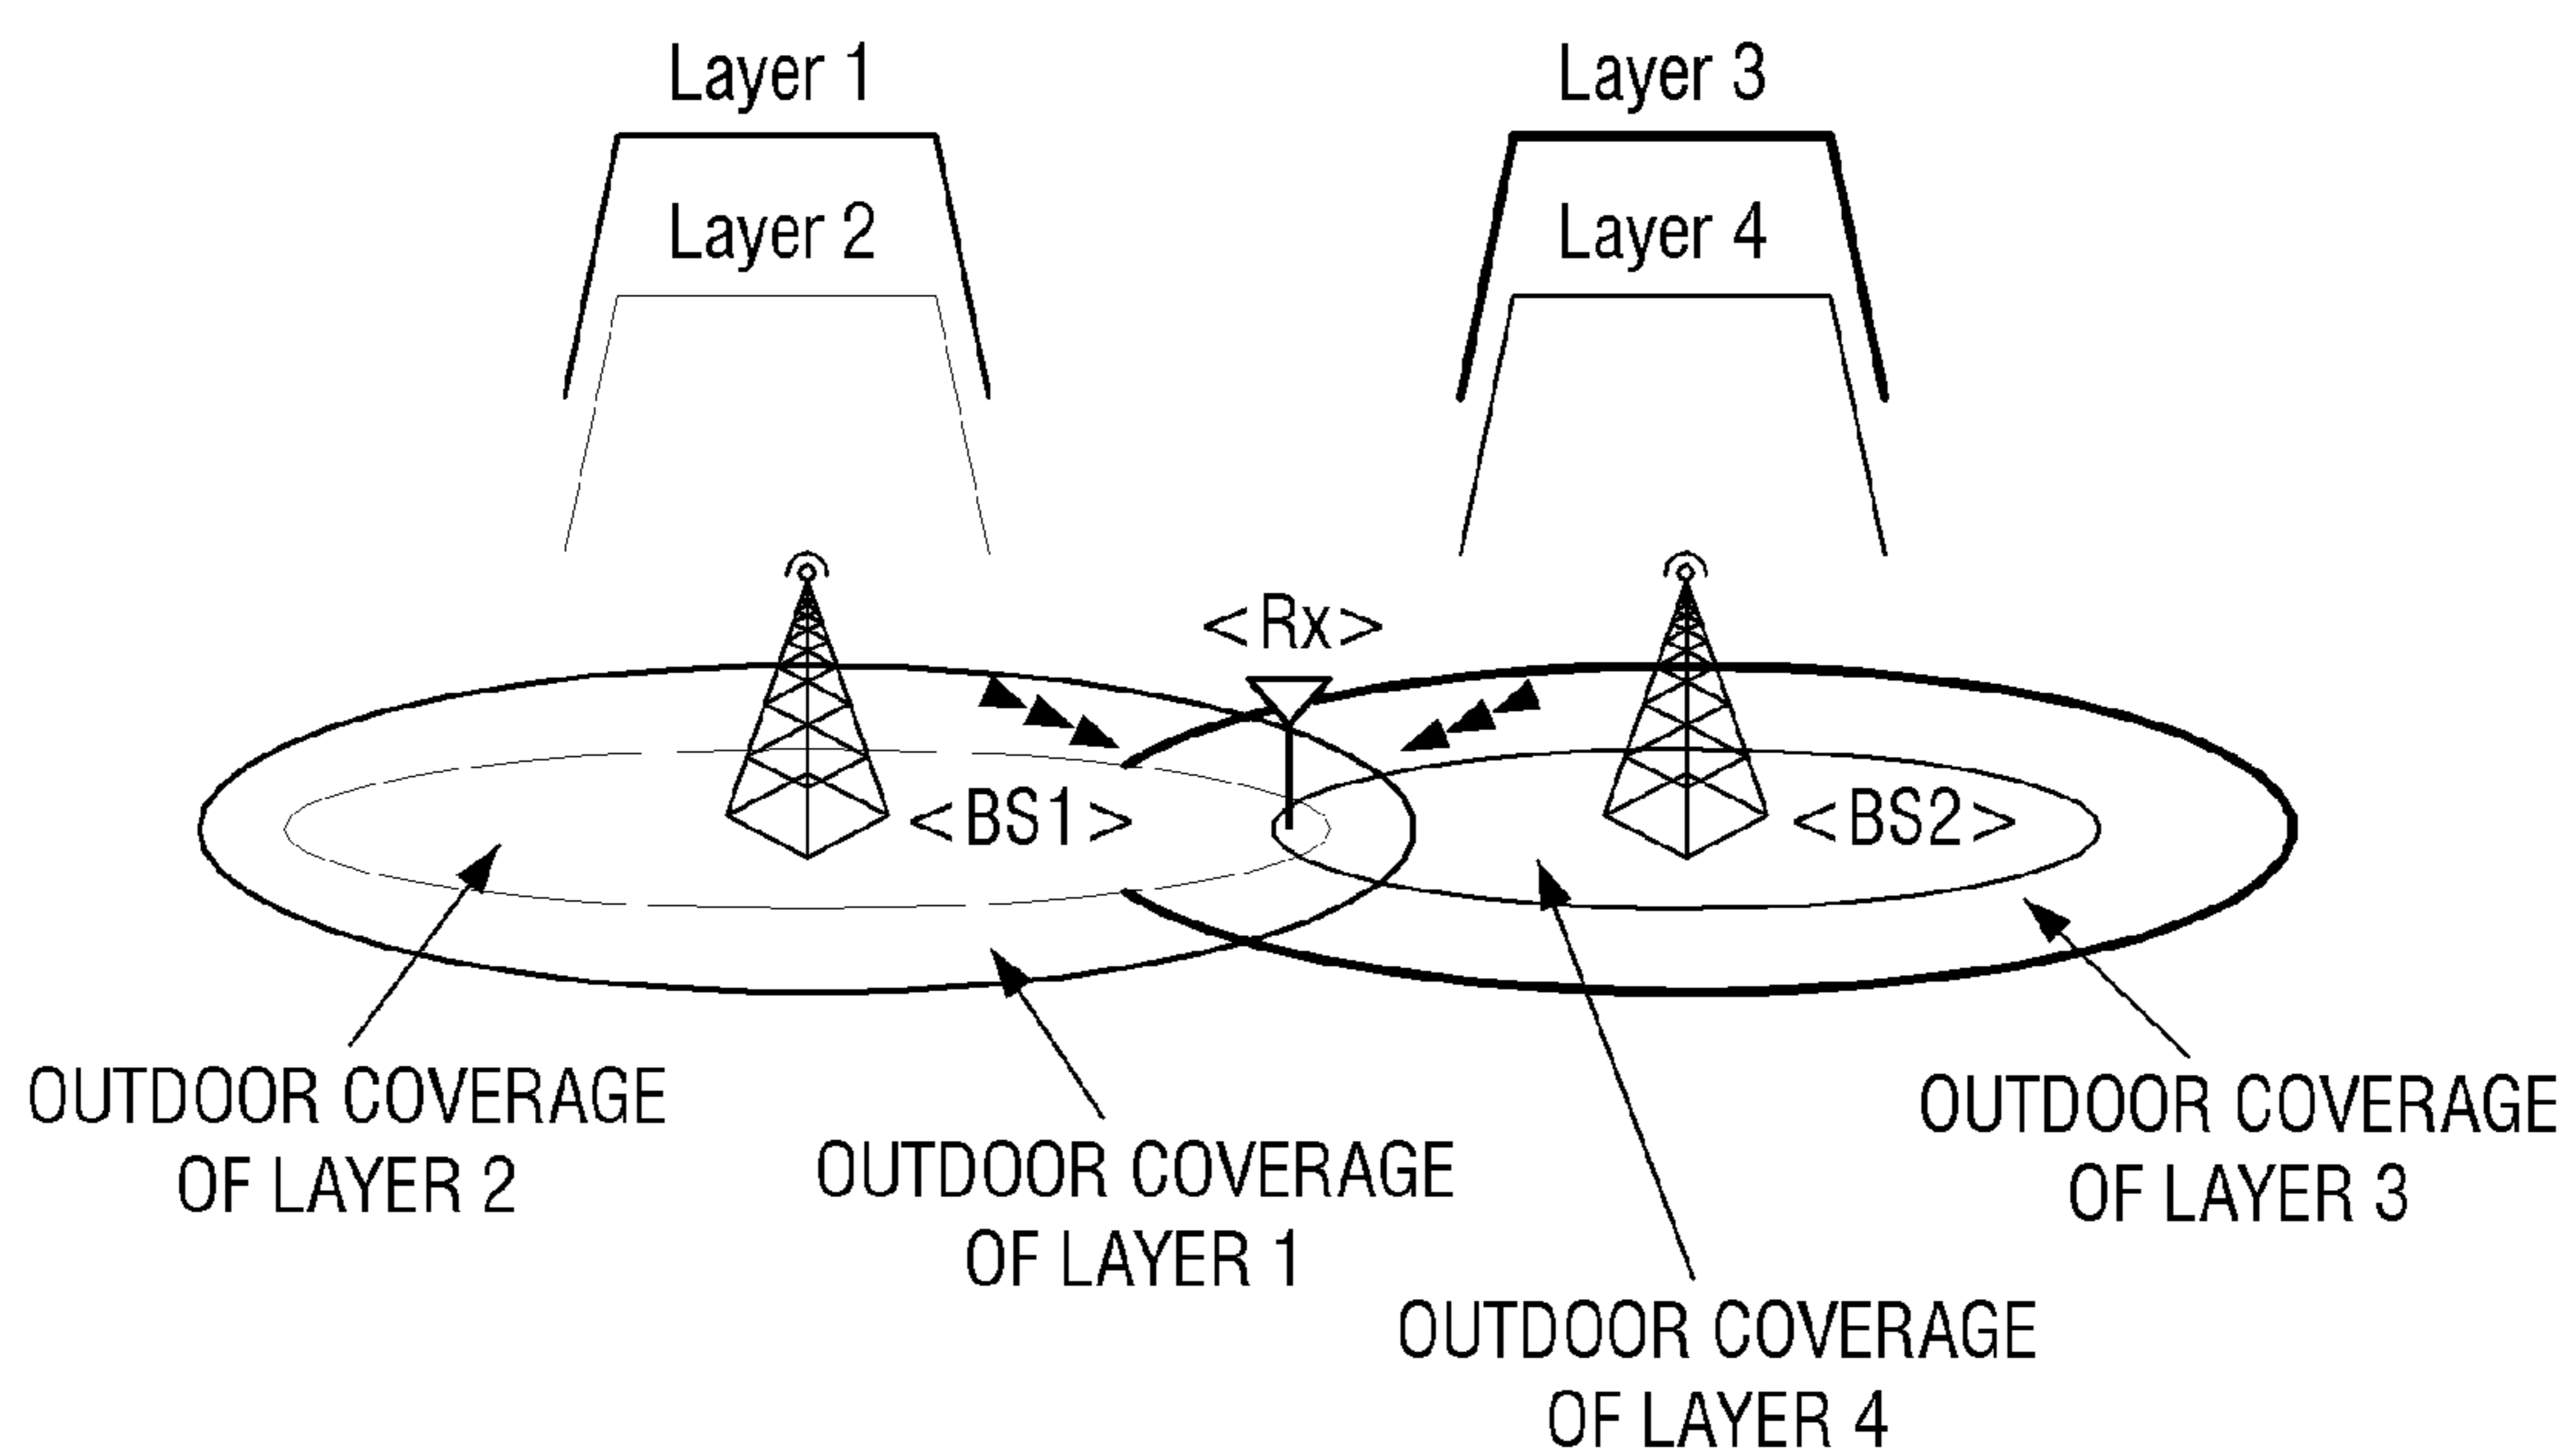 Layer 1
Layer 3
Layer 2
Layer 4
<Rx>
<BS1>
<BS2>
OUTDOOR COVERAGE
OF LAYER 2
OUTDOOR COVERAGE
OF LAYER 1
OUTDOOR COVERAGE
OF LAYER 3
OUTDOOR COVERAGE
OF LAYER 4